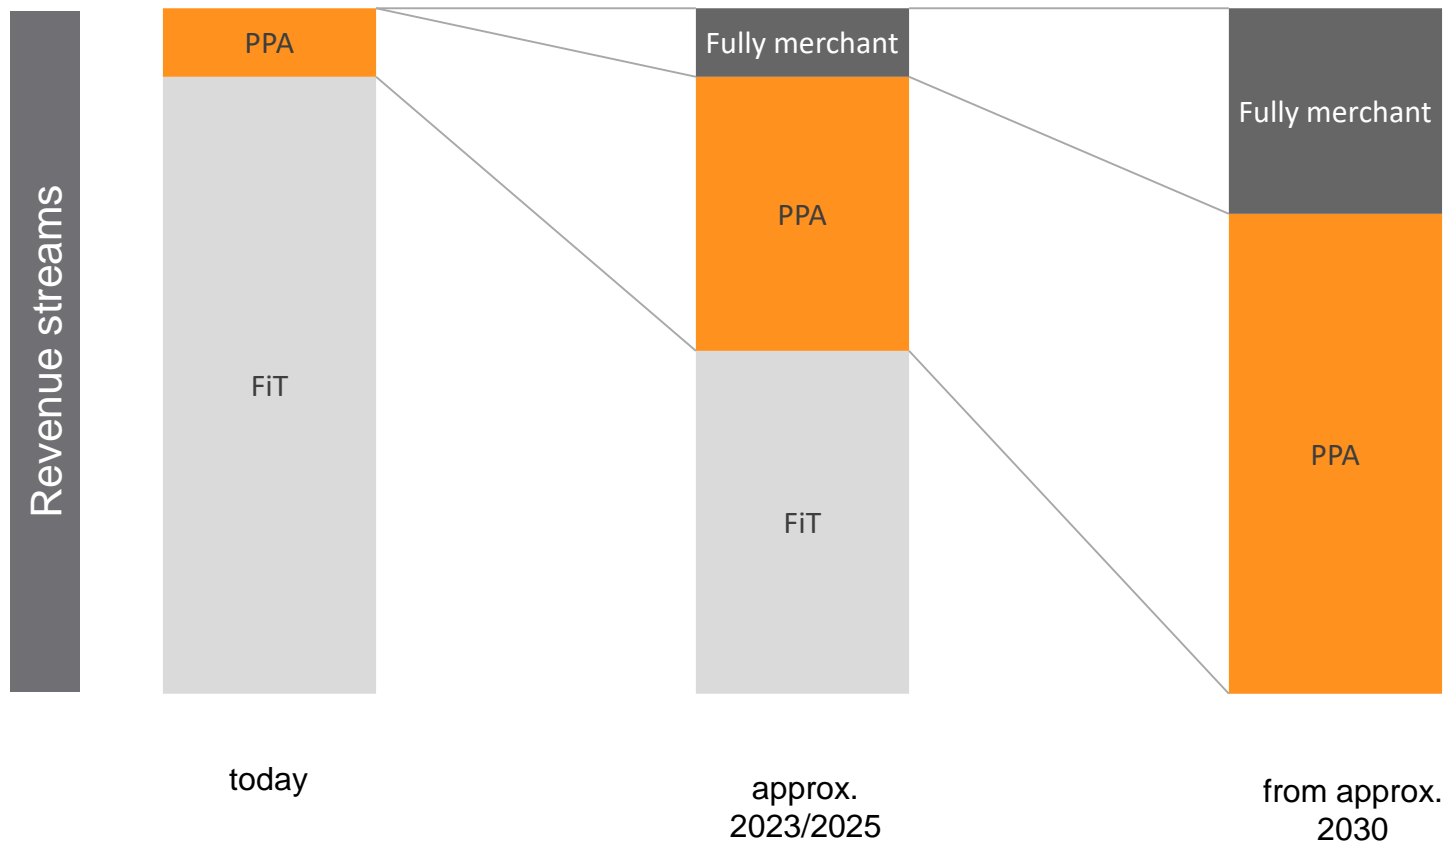 Revenue streams
PPA
FiT
today
Fully merchant
PPA
FiT
approx.
2023/2025
Fully merchant
PPA
from approx.
2030